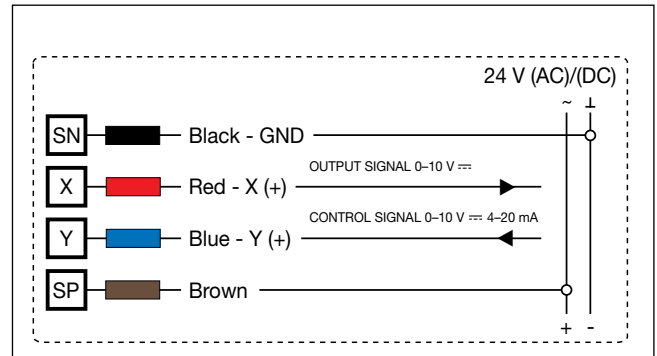 24 V (AC)/(DC)
~ ⊥
SN Black - GND
OUTPUT SIGNAL 0–10 V ⎓
X Red - X (+)
CONTROL SIGNAL 0–10 V ⎓ 4–20 mA
Y Blue - Y (+)
SP Brown
+ -